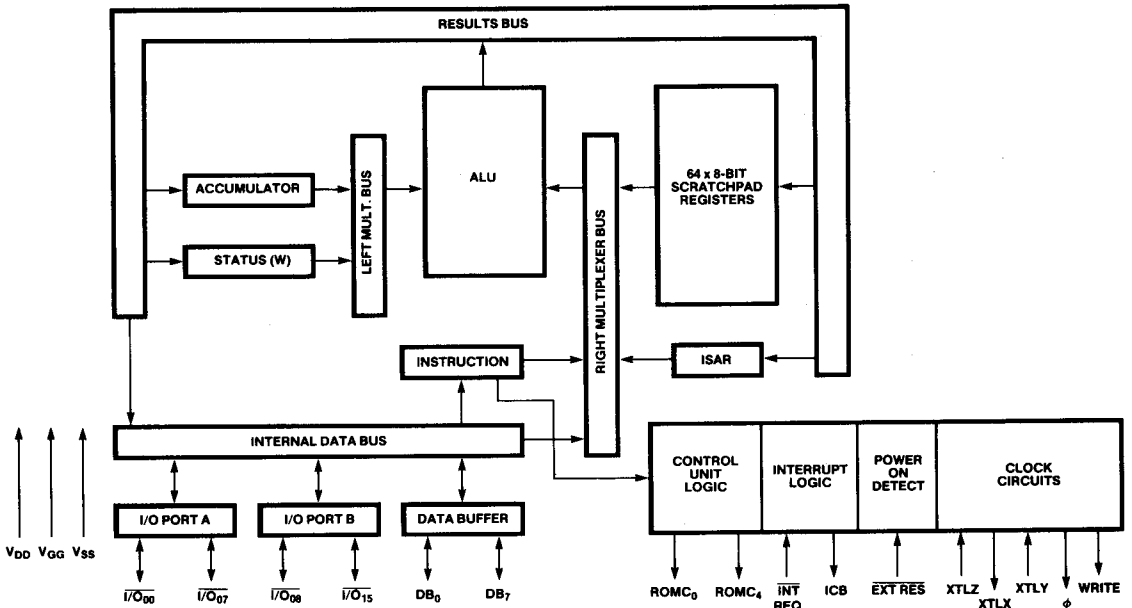 RESULTS BUS
ACCUMULATOR
STATUS (W)
LEFT MULT. BUS
ALU
RIGHT MULTIPLEXER BUS
64 x 8-BIT
SCRATCHPAD
REGISTERS
INSTRUCTION
ISAR
INTERNAL DATA BUS
CONTROL
UNIT
LOGIC
INTERRUPT
LOGIC
POWER
ON
DETECT
CLOCK
CIRCUITS
I/O PORT A
I/O PORT B
DATA BUFFER
VDD VGG VSS
I/O00 I/O07 I/O08 I/O15 DB0 DB7
ROMC0 ROMC4 INT
REQ ICB EXT RES XTLZ XTLX XTLY φ WRITE